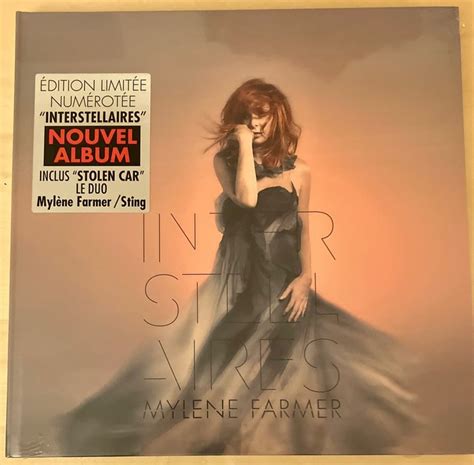 ÉDITION LIMITÉE
NUMÉROTÉE
“INTERSTELLAIRES”
NOUVEL
ALBUM
INCLUS “STOLEN CAR”
LE DUO
Mylène Farmer /Sting
INTER
STELL
AIRES
MYLENE FARMER